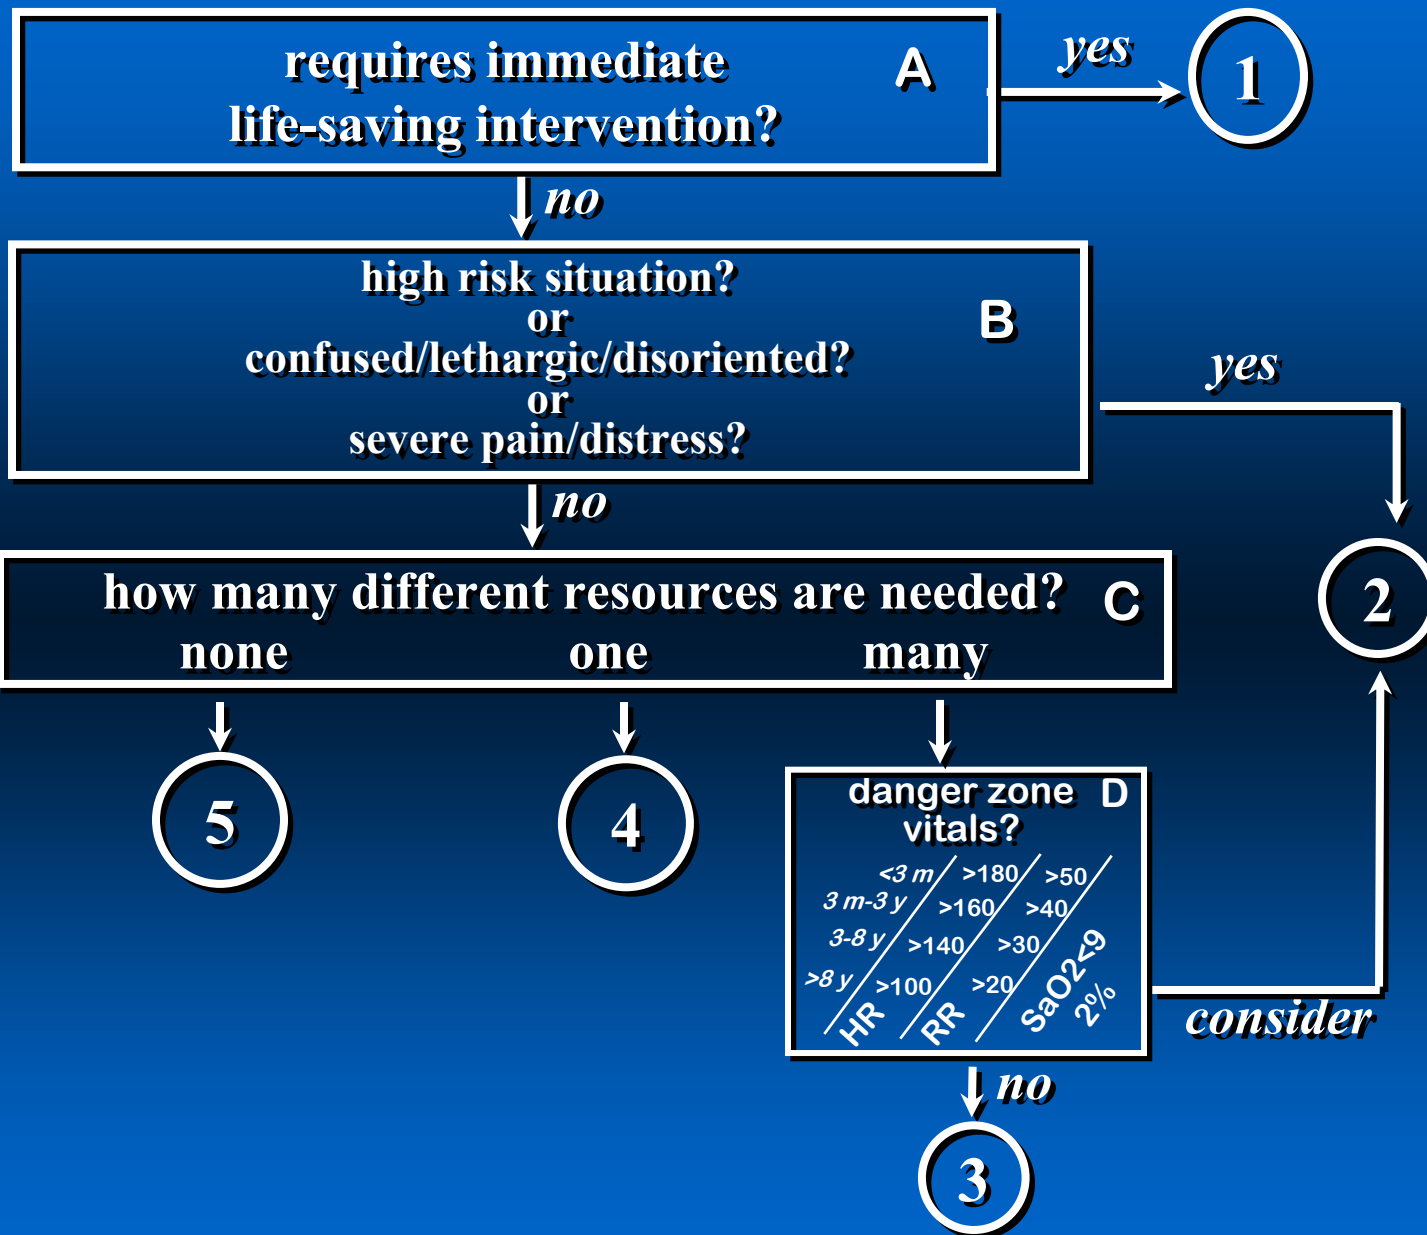 requires immediate
life-saving intervention?
A
yes
1
no
high risk situation?
or
confused/lethargic/disoriented?
or
severe pain/distress?
B
yes
no
2
how many different resources are needed?
C
none one many
5
4
danger zone
vitals?
D
<3 m >180 >50
3 m-3 y >160 >40
3-8 y >140 >30
>8 y >100 >20
HR
RR
SaO2<9
2%
consider
no
3